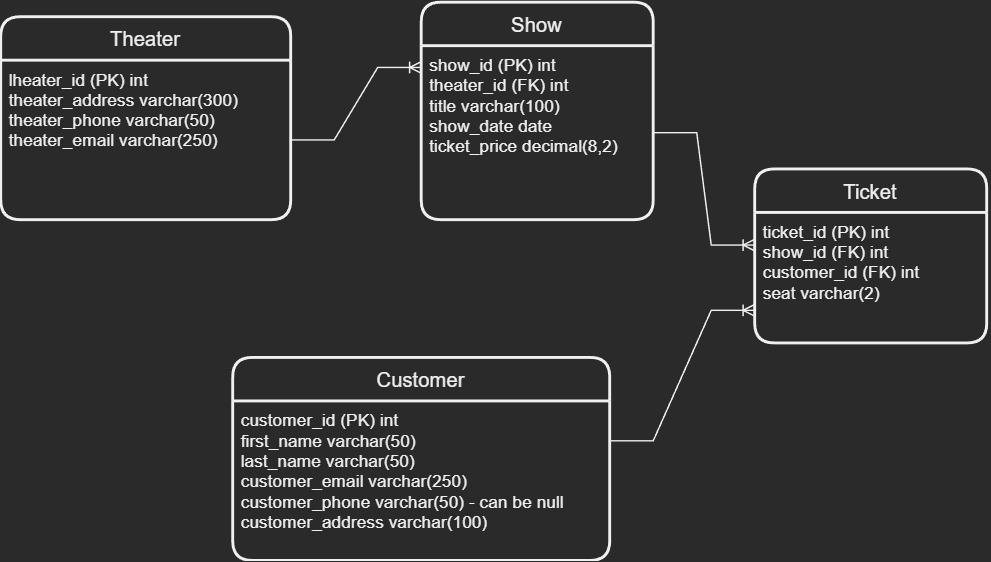 Theater
lheater_id (PK) int
theater_address varchar(300)
theater_phone varchar(50)
theater_email varchar(250)
Show
show_id (PK) int
theater_id (FK) int
title varchar(100)
show_date date
ticket_price decimal(8,2)
Ticket
ticket_id (PK) int
show_id (FK) int
customer_id (FK) int
seat varchar(2)
Customer
customer_id (PK) int
first_name varchar(50)
last_name varchar(50)
customer_email varchar(250)
customer_phone varchar(50) - can be null
customer_address varchar(100)